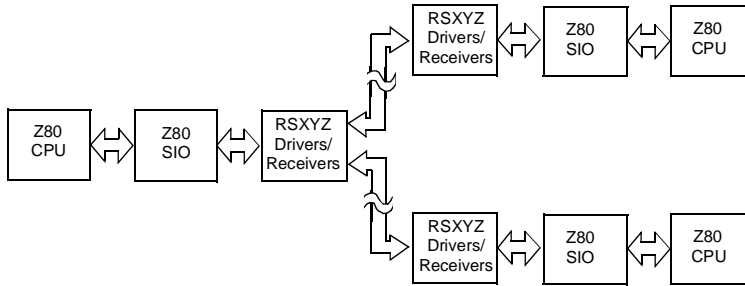 RSXYZ
Drivers/
Receivers
Z80
SIO
Z80
CPU
Z80
CPU
Z80
SIO
RSXYZ
Drivers/
Receivers
RSXYZ
Drivers/
Receivers
Z80
SIO
Z80
CPU